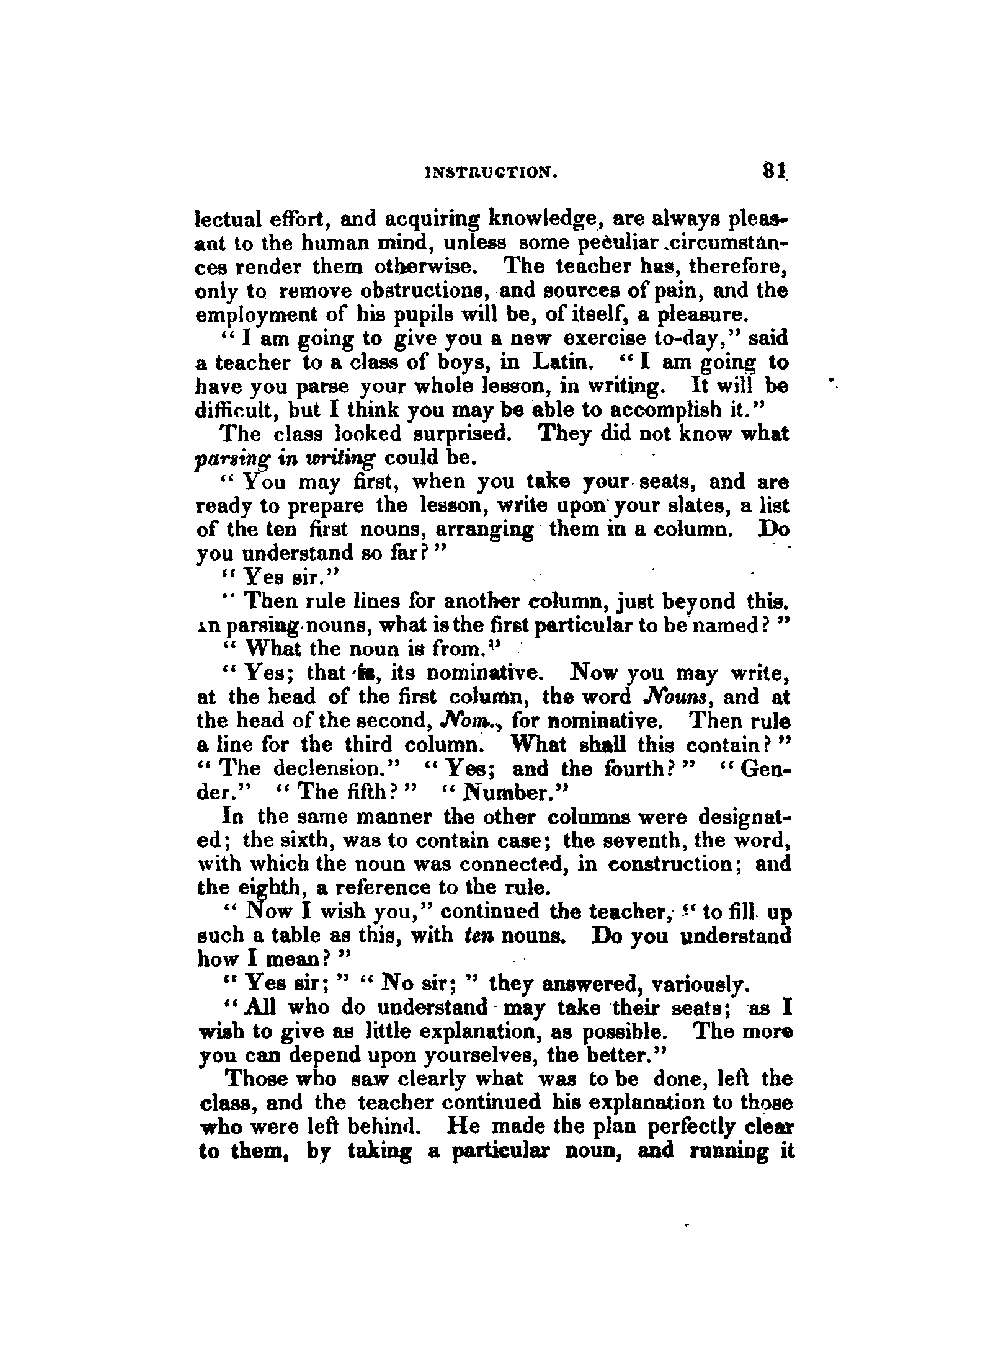 INSTRUCTION. 81
lectual effort, and acquiring knowledge, are always pleas-
ant to the human mind, unless some peculiar circumstan-
ces render them otherwise. The teacher has, therefore,
only to remove obstructions, and sources of pain, and the
employment of his pupils will be, of itself, a pleasure.
“ I am going to give you a new exercise to-day,” said
a teacher to a class of boys, in Latin. “ I am going to
have you parse your whole lesson, in writing. It will be
difficult, but I think you may be able to accomplish it.”
The class looked surprised. They did not know what
parsing in writing could be.
“ You may first, when you take your seats, and are
ready to prepare the lesson, write upon your slates, a list
of the ten first nouns, arranging them in a column. Do
you understand so far? ”
“ Yes sir.”
“ Then rule lines for another column, just beyond this.
In parsing nouns, what is the first particular to be named? ”
“ What the noun is from.”
“ Yes; that is, its nominative. Now you may write,
at the head of the first column, the word Nouns, and at
the head of the second, Nom., for nominative. Then rule
a line for the third column. What shall this contain? ”
“ The declension.” “ Yes; and the fourth? ” “ Gen-
der.” “ The fifth? ” “ Number.”
In the same manner the other columns were designat-
ed; the sixth, was to contain case; the seventh, the word,
with which the noun was connected, in construction; and
the eighth, a reference to the rule.
“ Now I wish you,” continued the teacher, “ to fill up
such a table as this, with ten nouns. Do you understand
how I mean? ”
“ Yes sir; ” “ No sir; ” they answered, variously.
“ All who do understand may take their seats; as I
wish to give as little explanation, as possible. The more
you can depend upon yourselves, the better.”
Those who saw clearly what was to be done, left the
class, and the teacher continued his explanation to those
who were left behind. He made the plan perfectly clear
to them, by taking a particular noun, and running it